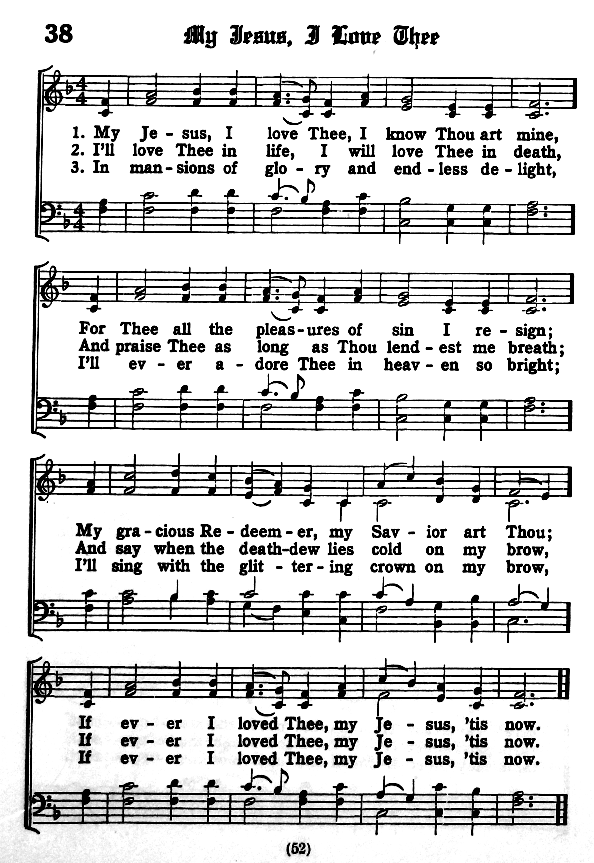 38 My Jesus, I Love Thee
4
4
1. My Je - sus, I love Thee, I know Thou art mine,
2. I'll love Thee in life, I will love Thee in death,
3. In man - sions of glo - ry and end - less de - light,
4
4
For Thee all the pleas - ures of sin I re - sign;
And praise Thee as long as Thou lend - est me breath;
I'll ev - er a - dore Thee in heav - en so bright;
My gra - cious Re - deem - er, my Sav - ior art Thou;
And say when the death-dew lies cold on my brow,
I'll sing with the glit - ter - ing crown on my brow,
If ev - er I loved Thee, my Je - sus, 'tis now.
If ev - er I loved Thee, my Je - sus, 'tis now.
If ev - er I loved Thee, my Je - sus, 'tis now.
(52)